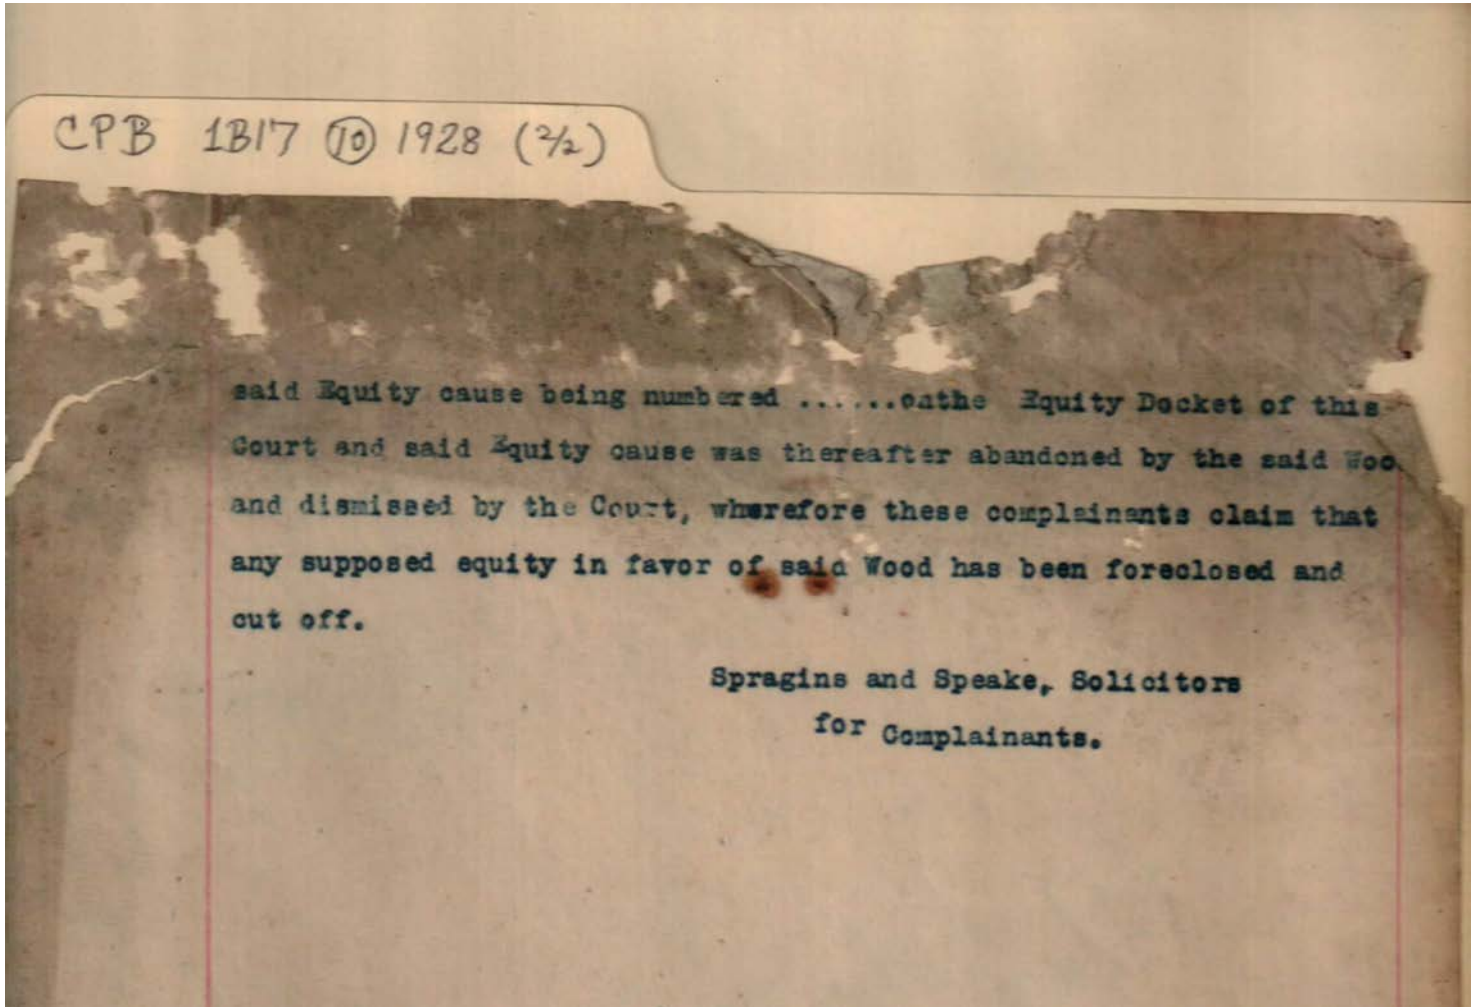 CPB 1B17 ⑩ 1928 (2/2)
said Equity cause being numbered ......onthe Equity Docket of this
Court and said Equity cause was thereafter abandoned by the said Woo
and dismissed by the Court, wherefore these complainants claim that
any supposed equity in favor of said Wood has been foreclosed and
cut off.
Spragins and Speake, Solicitors
for Complainants.